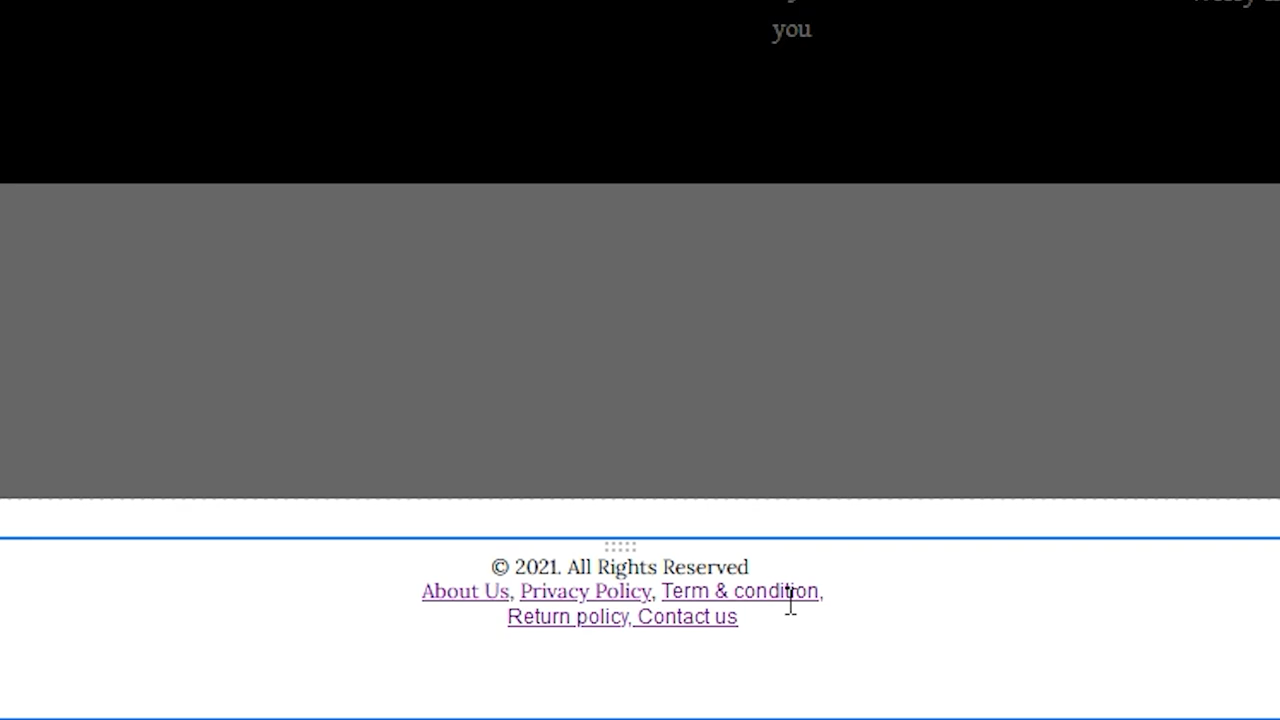 you
© 2021. All Rights Reserved
About Us, Privacy Policy, Term & condition,
Return policy, Contact us